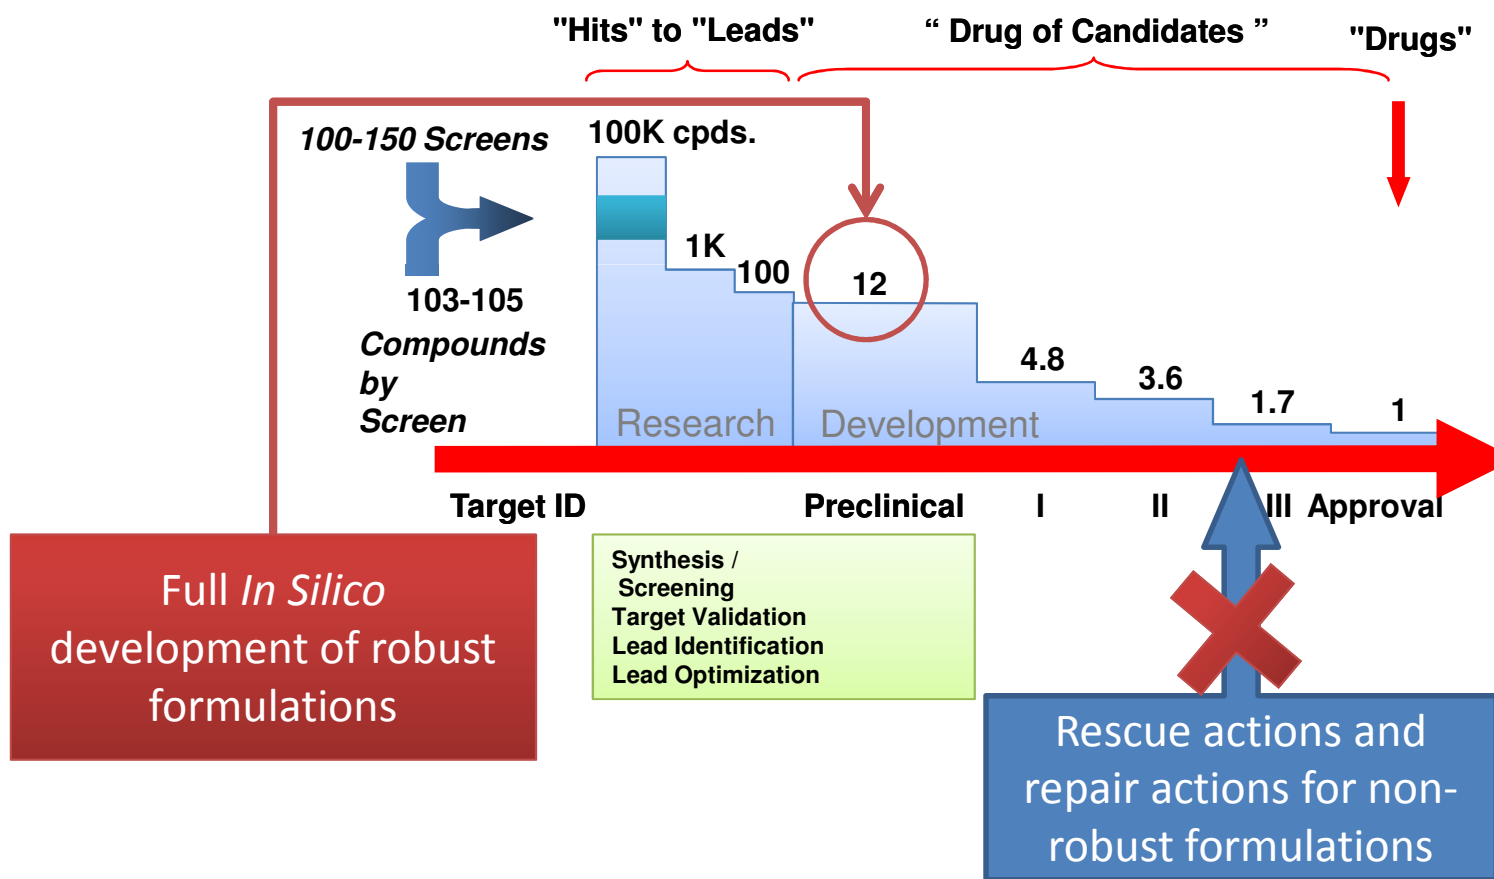 "Hits" to "Leads"
“ Drug of Candidates ”
"Drugs"
100-150 Screens
100K cpds.
1K
100
12
103-105
Compounds
by
Screen
4.8
3.6
1.7
1
Research
Development
Target ID
Preclinical
I
II
III
Approval
Synthesis /
Screening
Target Validation
Lead Identification
Lead Optimization
Full In Silico
development of robust
formulations
Rescue actions and
repair actions for non-
robust formulations